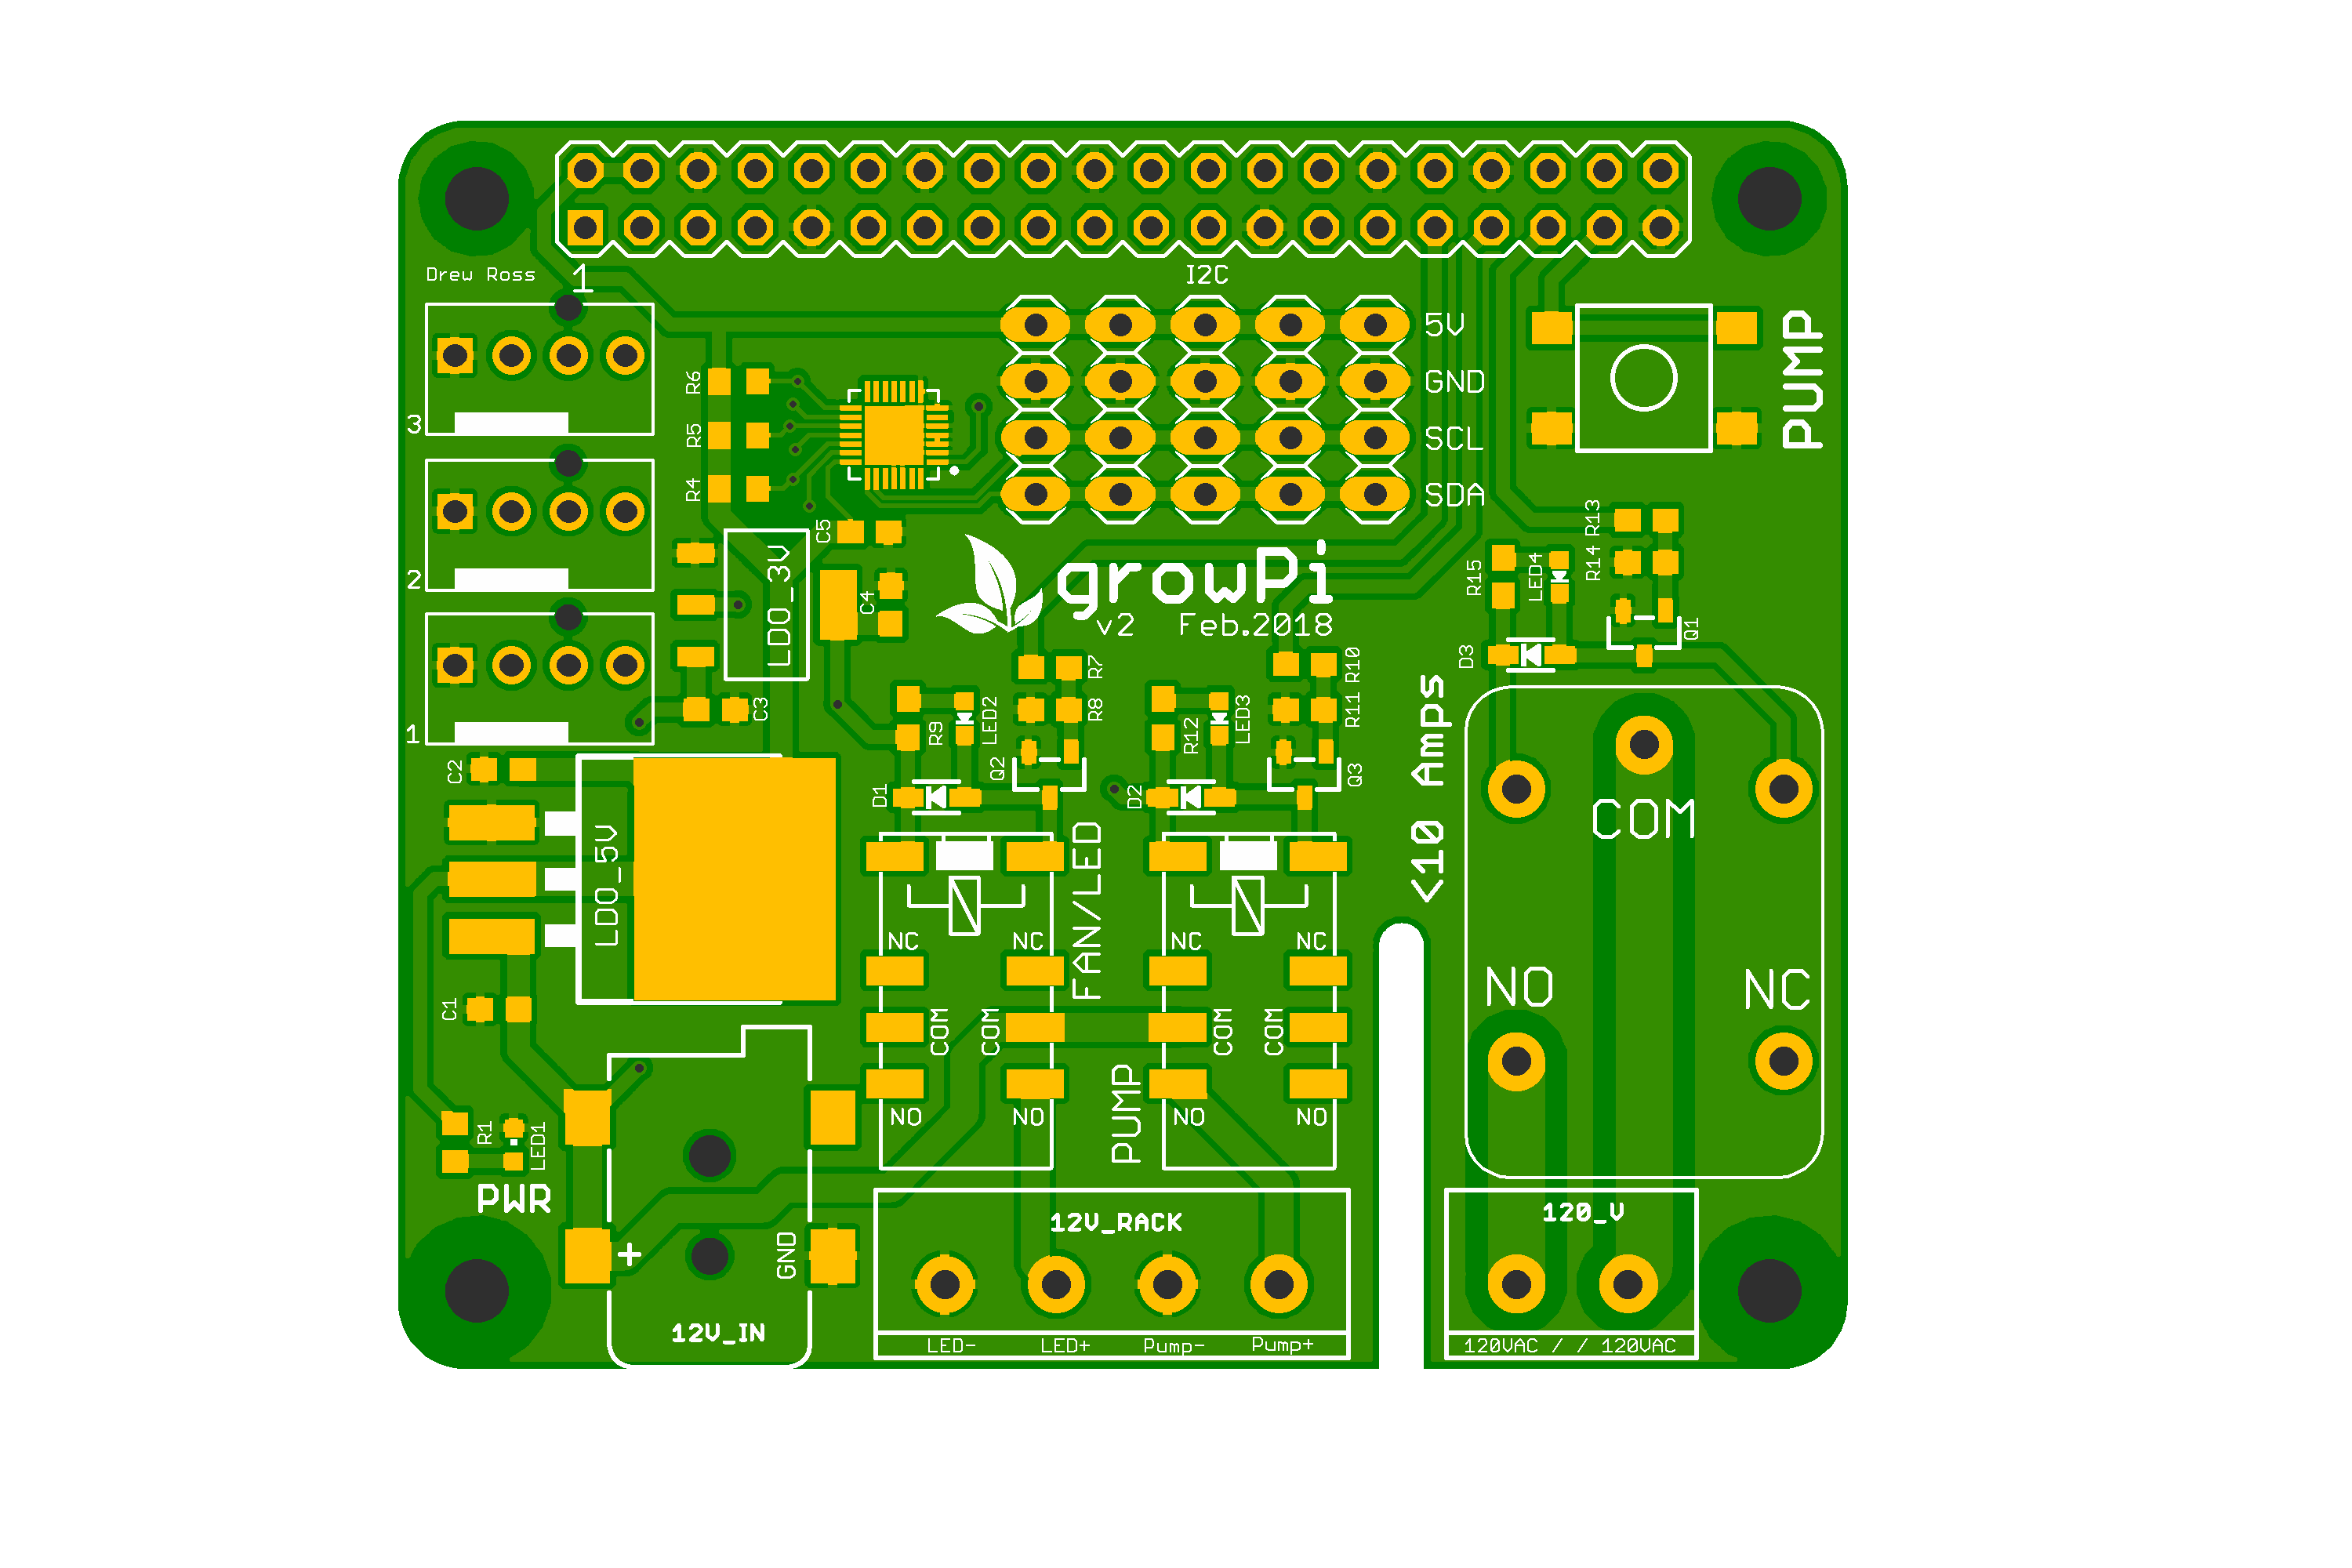 Drew Ross
1
I2C
5V
GND
SCL
SDA
PUMP
3
2
1
R6
R5
R4
C5
C4
LDO_3V
C3
growPi
v2 Feb.2018
R13
R14
R15
LED4
Q1
D3
R7
R8
R9
LED2
Q2
D1
R10
R11
R12
LED3
Q3
D2
<10 Amps
C2
LDO_5V
C1
NC
NC
COM
COM
NO
NO
FAN/LED
NC
NC
COM
COM
NO
NO
PUMP
COM
NO
NC
R1
LED1
PWR
+
GND
12V_IN
12V_RACK
LED- LED+ Pump- Pump+
120_V
120VAC / / 120VAC